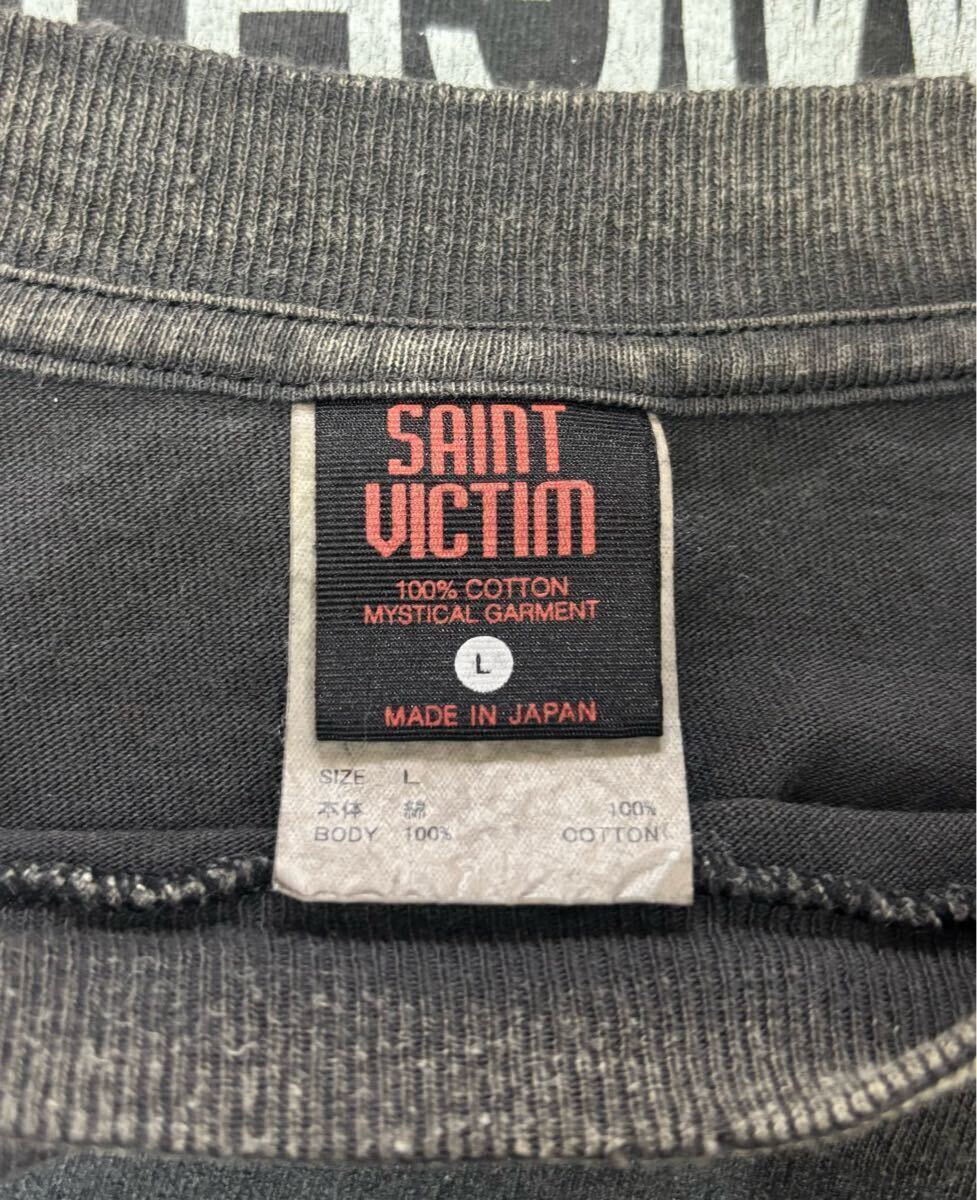 SAINT
VICTIM
100% COTTON
MYSTICAL GARMENT
L
MADE IN JAPAN
SIZE L
本体 綿 100%
BODY 100% COTTON